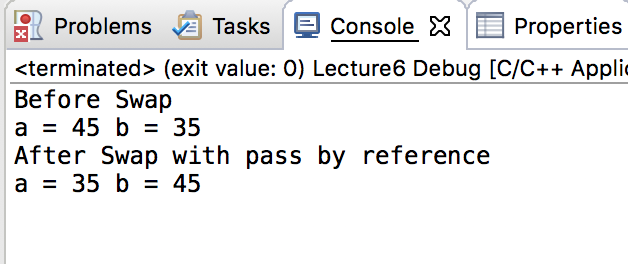 Problems Tasks Console Properties
<terminated> (exit value: 0) Lecture6 Debug [C/C++ Applic
Before Swap
a = 45 b = 35
After Swap with pass by reference
a = 35 b = 45